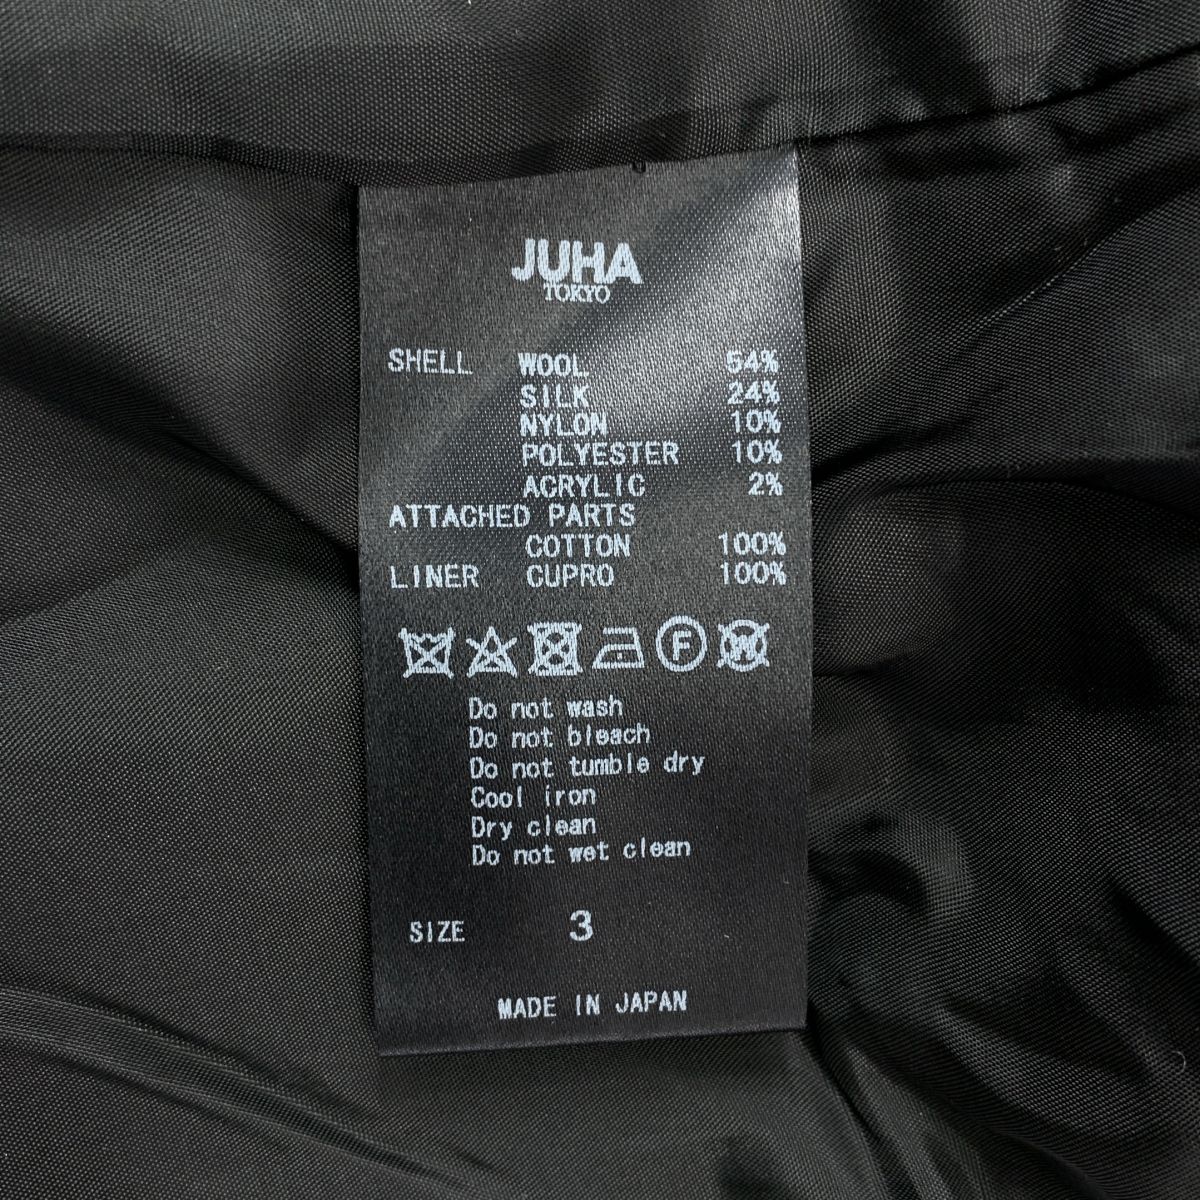 JUHA
TOKYO
SHELL WOOL 54%
SILK 24%
NYLON 10%
POLYESTER 10%
ACRYLIC 2%
ATTACHED PARTS
COTTON 100%
LINER CUPRO 100%
F W
Do not wash
Do not bleach
Do not tumble dry
Cool iron
Dry clean
Do not wet clean
SIZE 3
MADE IN JAPAN